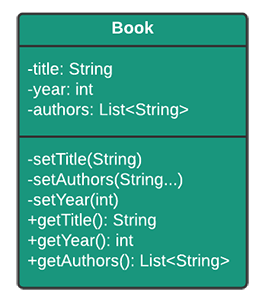 Book
-title: String
-year: int
-authors: List<String>
-setTitle(String)
-setAuthors(String...)
-setYear(int)
+getTitle(): String
+getYear(): int
+getAuthors(): List<String>